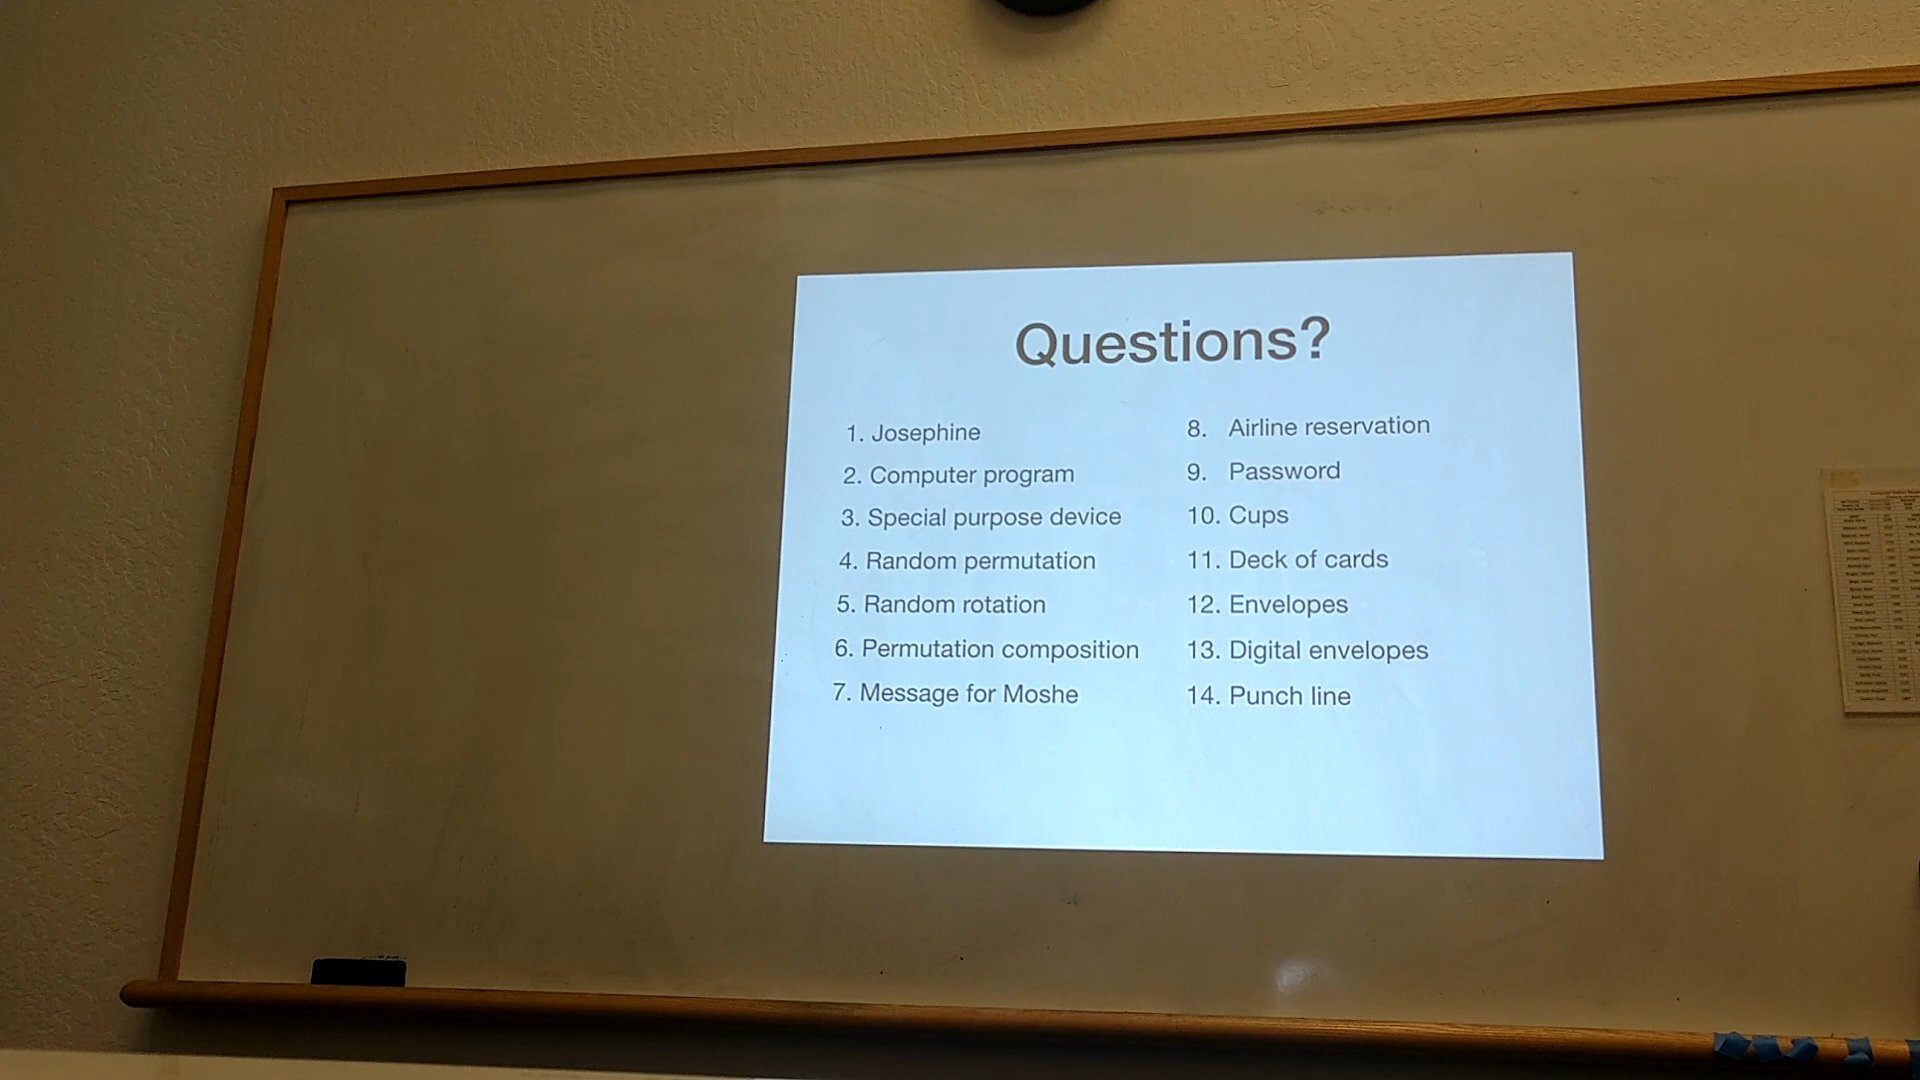 Questions?
1. Josephine
2. Computer program
3. Special purpose device
4. Random permutation
5. Random rotation
6. Permutation composition
7. Message for Moshe
8. Airline reservation
9. Password
10. Cups
11. Deck of cards
12. Envelopes
13. Digital envelopes
14. Punch line